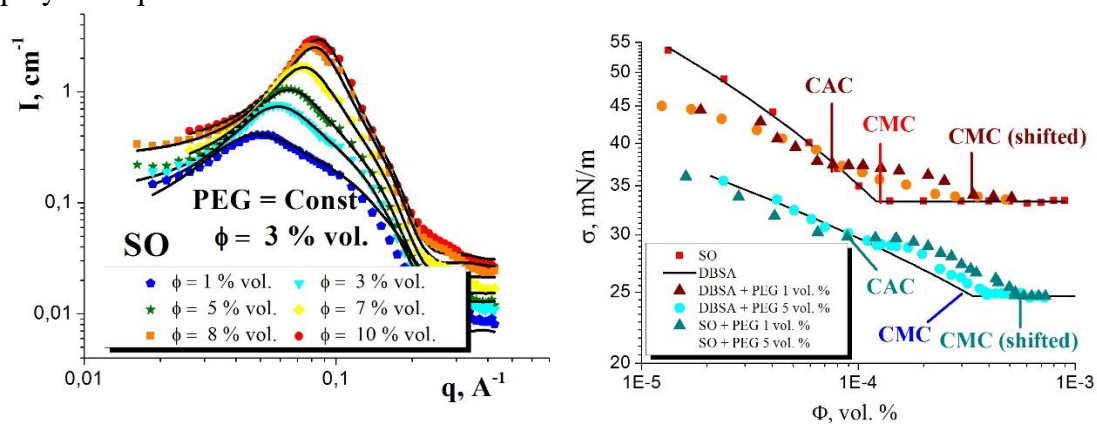 I, cm⁻¹
1
0,1
0,01
PEG = Const
ϕ = 3 % vol.
SO
ϕ = 1 % vol.
ϕ = 3 % vol.
ϕ = 5 % vol.
ϕ = 7 % vol.
ϕ = 8 % vol.
ϕ = 10 % vol.
0,01
0,1
q, A⁻¹
σ, mN/m
55
50
45
40
35
30
25
20
CAC
CMC
CMC (shifted)
SO
DBSA
DBSA + PEG 1 vol. %
DBSA + PEG 5 vol. %
SO + PEG 1 vol. %
SO + PEG 5 vol. %
CAC
CMC
CMC (shifted)
1E-5
1E-4
1E-3
Φ, vol. %